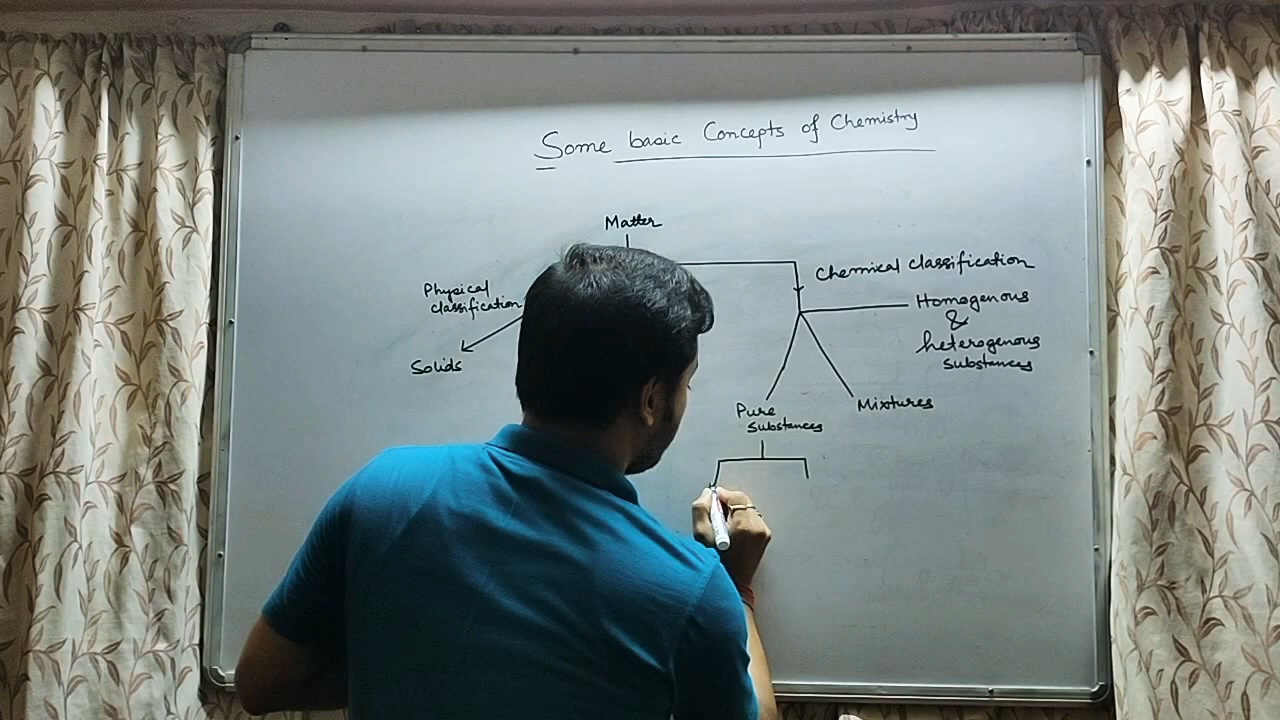 Some basic Concepts of Chemistry
Matter
Physical
classification
Solids
Chemical classification
Homogenous
&
heterogenous
Substances
Pure
Substances
Mixtures